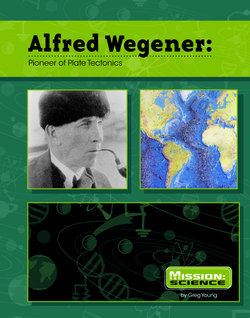 Alfred Wegener:
Pioneer of Plate Tectonics
MISSION:
SCIENCE
by Greg Young